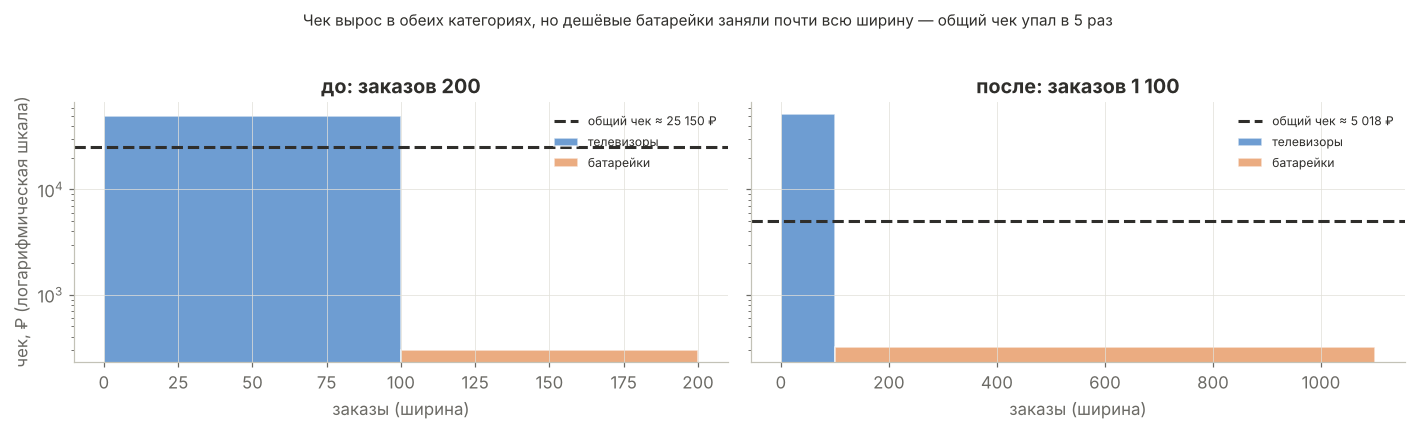 Чек вырос в обеих категориях, но дешёвые батарейки заняли почти всю ширину — общий чек упал в 5 раз
до: заказов 200
общий чек ≈ 25 150 ₽
телевизоры
батарейки
чек, ₽ (логарифмическая шкала)
10⁴
10³
0 25 50 75 100 125 150 175 200
заказы (ширина)
после: заказов 1 100
общий чек ≈ 5 018 ₽
телевизоры
батарейки
0 200 400 600 800 1000
заказы (ширина)